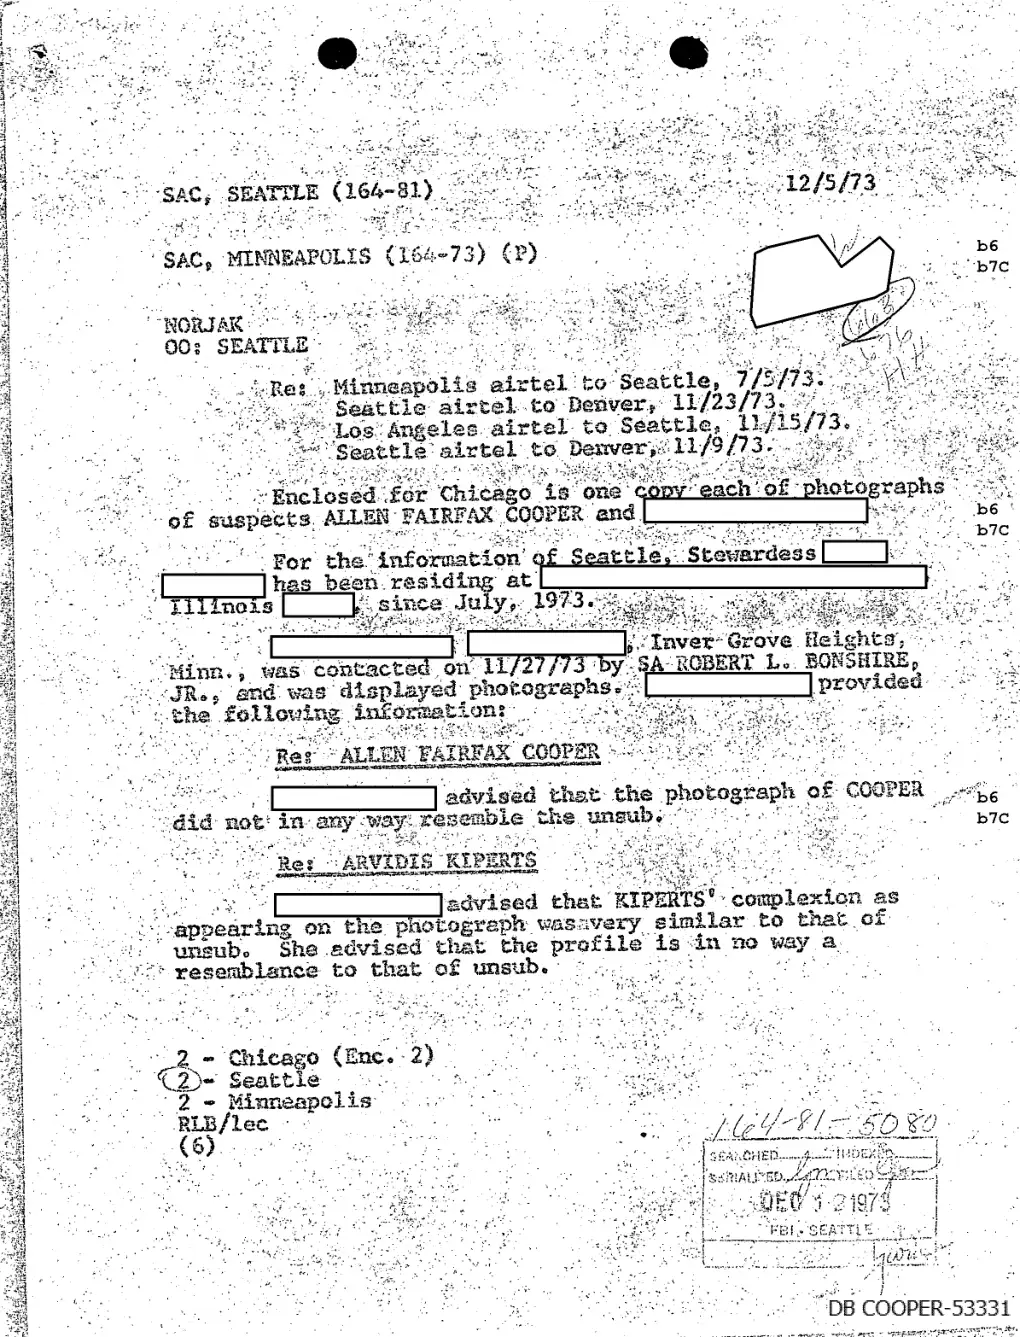 SAC, SEATTLE (164-81)
12/5/73
SAC, MINNEAPOLIS (164-73) (P)
b6
b7C
NORJAK
OO: SEATTLE
Re: Minneapolis airtel to Seattle, 7/5/73.
Seattle airtel to Denver, 11/23/73.
Los Angeles airtel to Seattle, 11/15/73.
Seattle airtel to Denver, 11/9/73.
Enclosed for Chicago is one copy each of photographs
of suspects ALLEN FAIRFAX COOPER and
b6
b7C
For the information of Seattle, Stewardess
has been residing at
Illinois , since July, 1973.
, Inver Grove Heights,
Minn., was contacted on 11/27/73 by SA ROBERT L. BONSHIRE,
JR., and was displayed photographs. provided
the following information:
Re: ALLEN FAIRFAX COOPER
advised that the photograph of COOPER
did not in any way resemble the unsub.
b6
b7C
Re: ARVIDIS KIPERTS
advised that KIPERTS' complexion as
appearing on the photograph was very similar to that of
unsub. She advised that the profile is in no way a
resemblance to that of unsub.
2 - Chicago (Enc. 2)
2 - Seattle
2 - Minneapolis
RLB/lec
(6)
164-81-5080
SEARCHED INDEXED
SERIALIZED FILED
DEC 12 1973
FBI - SEATTLE
DB COOPER-53331